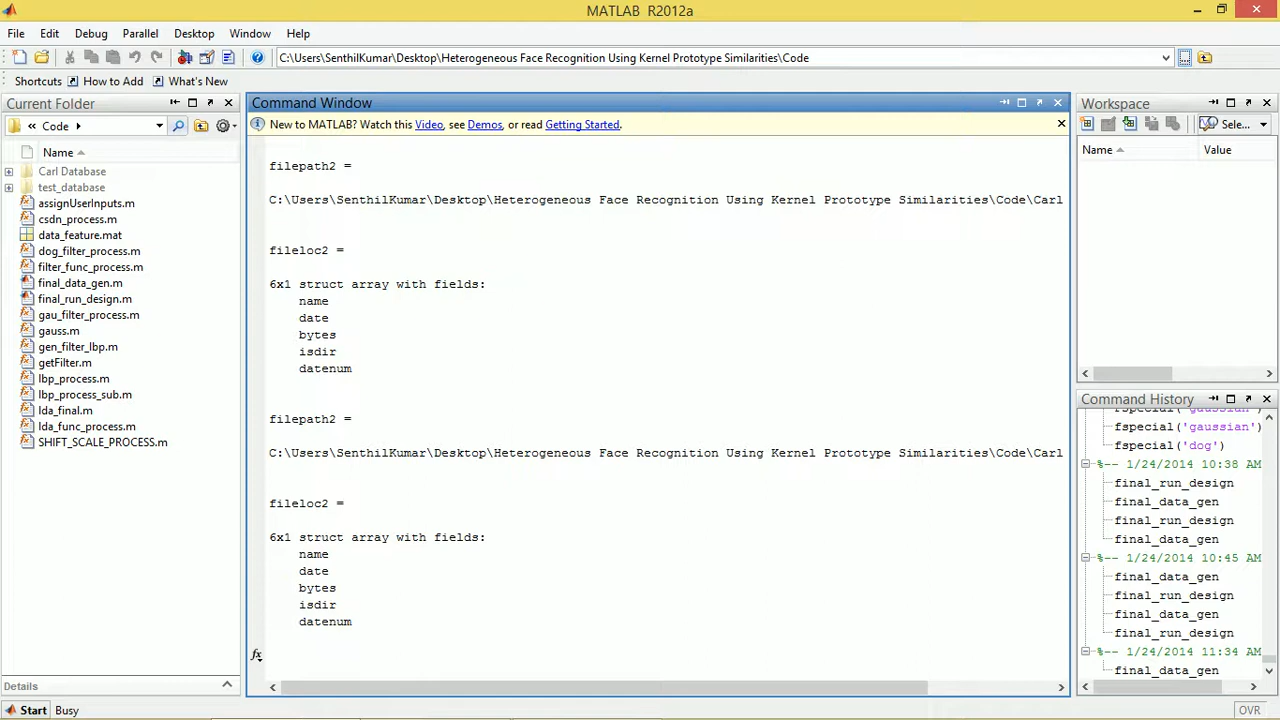 MATLAB R2012a
File Edit Debug Parallel Desktop Window Help
C:\Users\SenthilKumar\Desktop\Heterogeneous Face Recognition Using Kernel Prototype Similarities\Code
Shortcuts How to Add What's New
Current Folder
« Code
Name
Carl Database
test_database
assignUserInputs.m
csdn_process.m
data_feature.mat
dog_filter_process.m
filter_func_process.m
final_data_gen.m
final_run_design.m
gau_filter_process.m
gauss.m
gen_filter_lbp.m
getFilter.m
lbp_process.m
lbp_process_sub.m
lda_final.m
lda_func_process.m
SHIFT_SCALE_PROCESS.m
Details
Command Window
New to MATLAB? Watch this Video, see Demos, or read Getting Started.
filepath2 =
C:\Users\SenthilKumar\Desktop\Heterogeneous Face Recognition Using Kernel Prototype Similarities\Code\Carl
fileloc2 =
6x1 struct array with fields:
name
date
bytes
isdir
datenum
filepath2 =
C:\Users\SenthilKumar\Desktop\Heterogeneous Face Recognition Using Kernel Prototype Similarities\Code\Carl
fileloc2 =
6x1 struct array with fields:
name
date
bytes
isdir
datenum
fx
Workspace
Sele...
Name Value
Command History
fspecial('gaussian')
fspecial('gaussian')
fspecial('dog')
%-- 1/24/2014 10:38 AM
final_run_design
final_data_gen
final_run_design
final_data_gen
%-- 1/24/2014 10:45 AM
final_data_gen
final_run_design
final_data_gen
final_run_design
%-- 1/24/2014 11:34 AM
final_data_gen
Start Busy
OVR